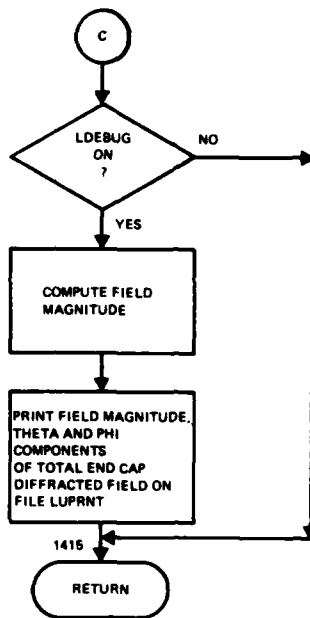 C
LDEBUG
ON
?
NO
YES
COMPUTE FIELD
MAGNITUDE
PRINT FIELD MAGNITUDE,
THETA AND PHI
COMPONENTS
OF TOTAL END CAP
DIFFRACTED FIELD ON
FILE LUPRNT
1415
RETURN